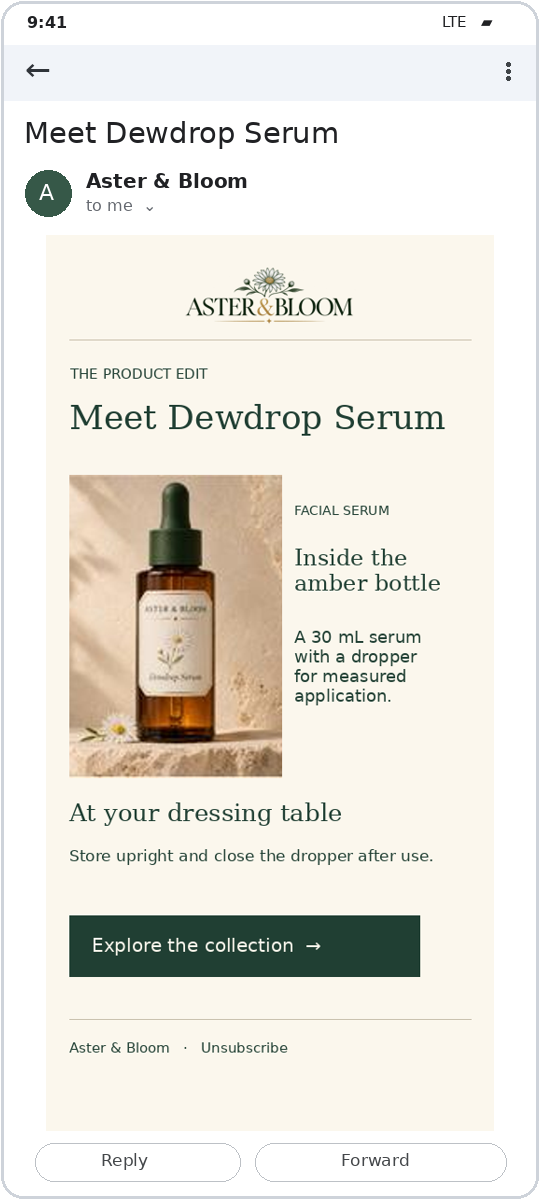 9:41
LTE
Meet Dewdrop Serum
A
Aster & Bloom
to me
ASTER&BLOOM
THE PRODUCT EDIT
Meet Dewdrop Serum
ASTER & BLOOM
Dewdrop Serum
FACIAL SERUM
Inside the
amber bottle
A 30 mL serum
with a dropper
for measured
application.
At your dressing table
Store upright and close the dropper after use.
Explore the collection →
Aster & Bloom · Unsubscribe
Reply
Forward